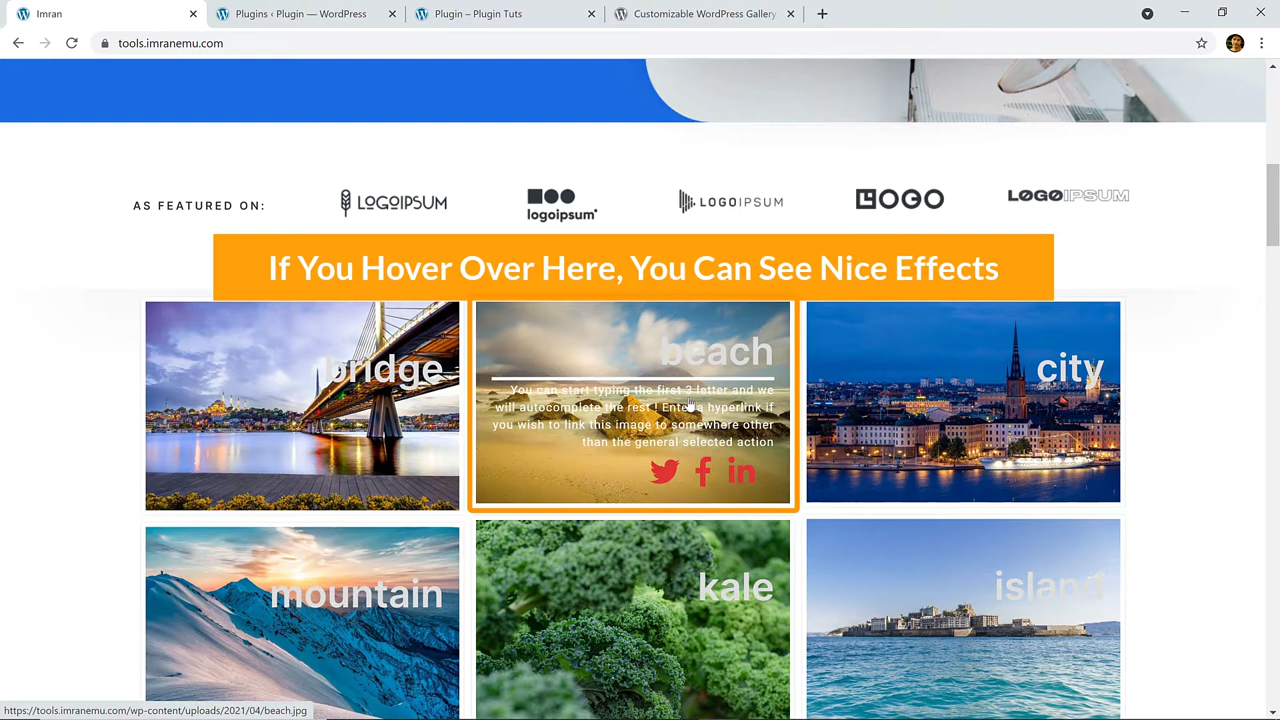 Imran
Plugins ‹ Plugin — WordPress
Plugin – Plugin Tuts
Customizable WordPress Gallery
tools.imranemu.com
AS FEATURED ON:
LOGOIPSUM
logoipsum
LOGOIPSUM
LOGO
LOGOIPSUM
If You Hover Over Here, You Can See Nice Effects
bridge
beach
You can start typing the first 3 letter and we
will autocomplete the rest ! Enter a hyperlink if
you wish to link this image to somewhere other
than the general selected action
city
mountain
kale
island
https://tools.imranemu.com/wp-content/uploads/2021/04/beach.jpg